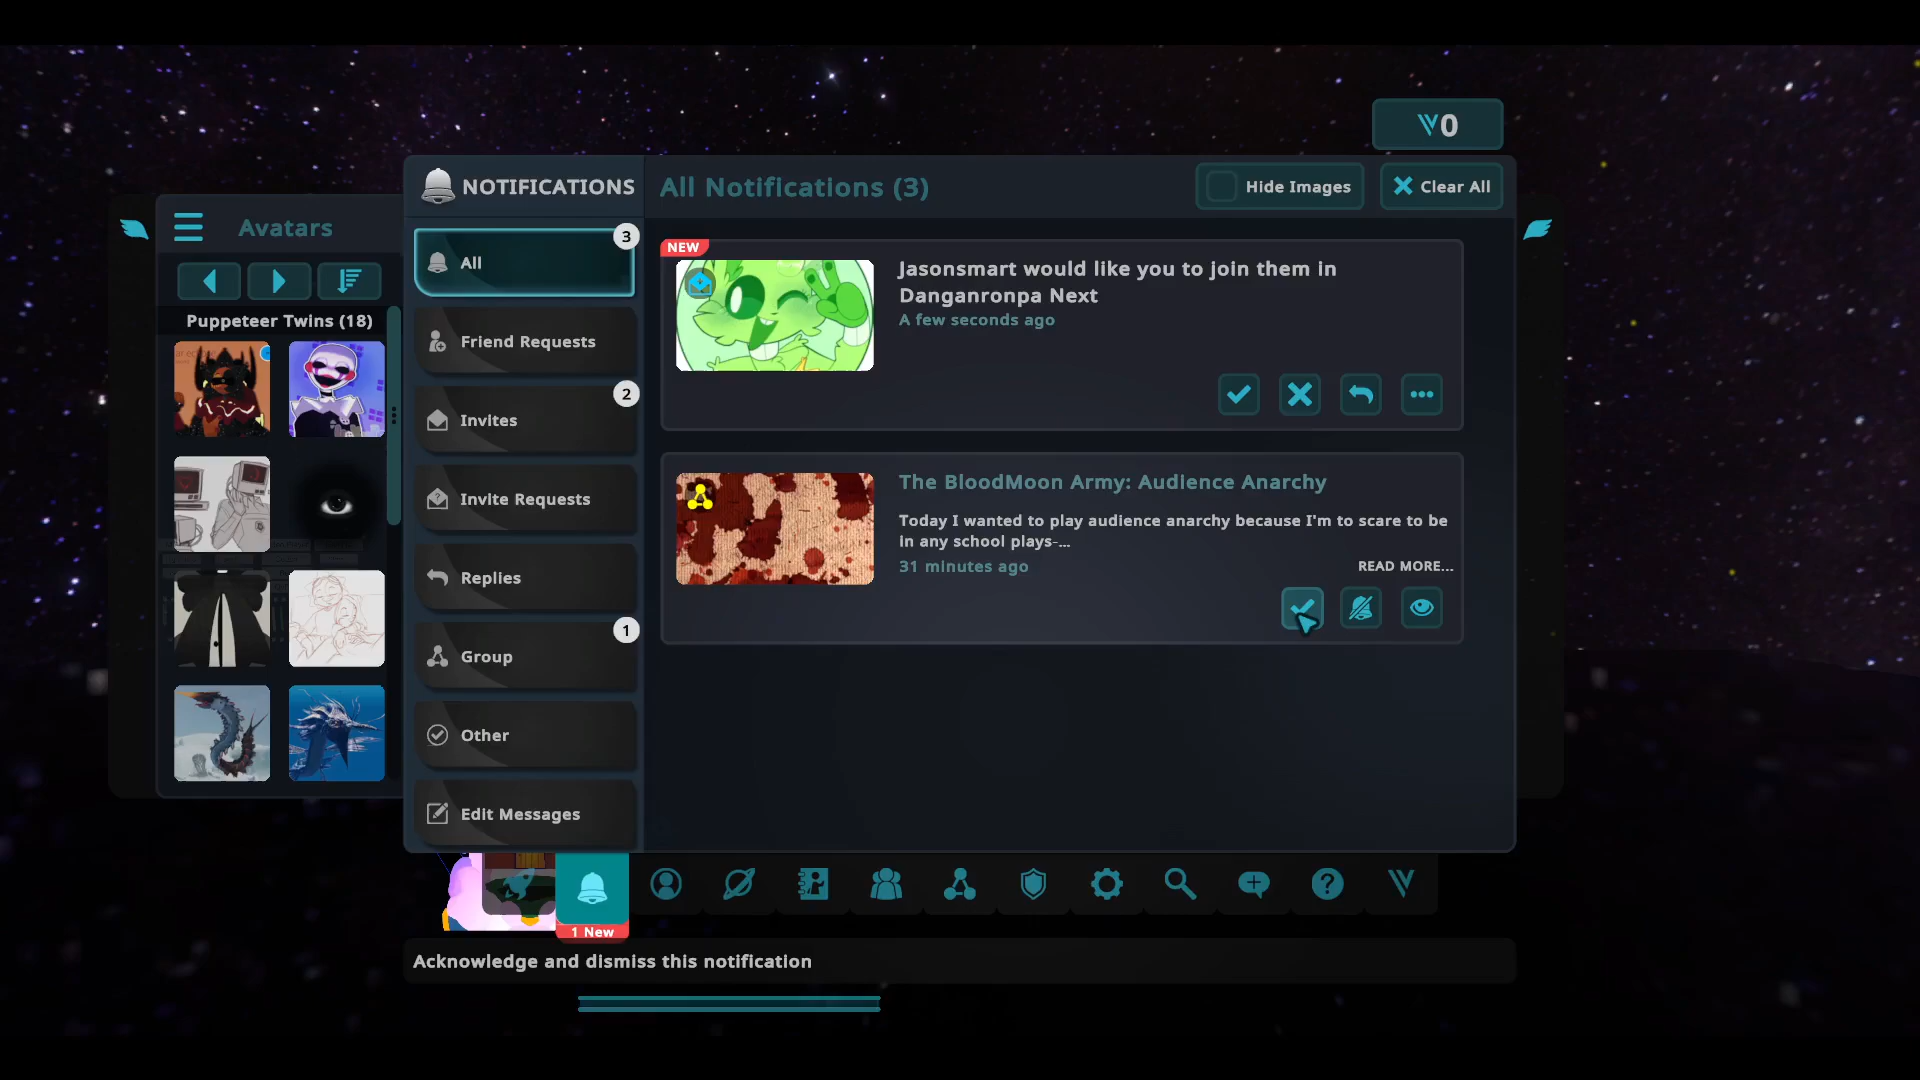 0
NOTIFICATIONS
All Notifications (3)
Hide Images
Clear All
Avatars
Puppeteer Twins (18)
All
3
Friend Requests
Invites
2
Invite Requests
Replies
Group
1
Other
Edit Messages
NEW
Jasonsmart would like you to join them in
Danganronpa Next
A few seconds ago
The BloodMoon Army: Audience Anarchy
Today I wanted to play audience anarchy because I'm to scare to be
in any school plays-...
31 minutes ago
READ MORE...
1 New
Acknowledge and dismiss this notification